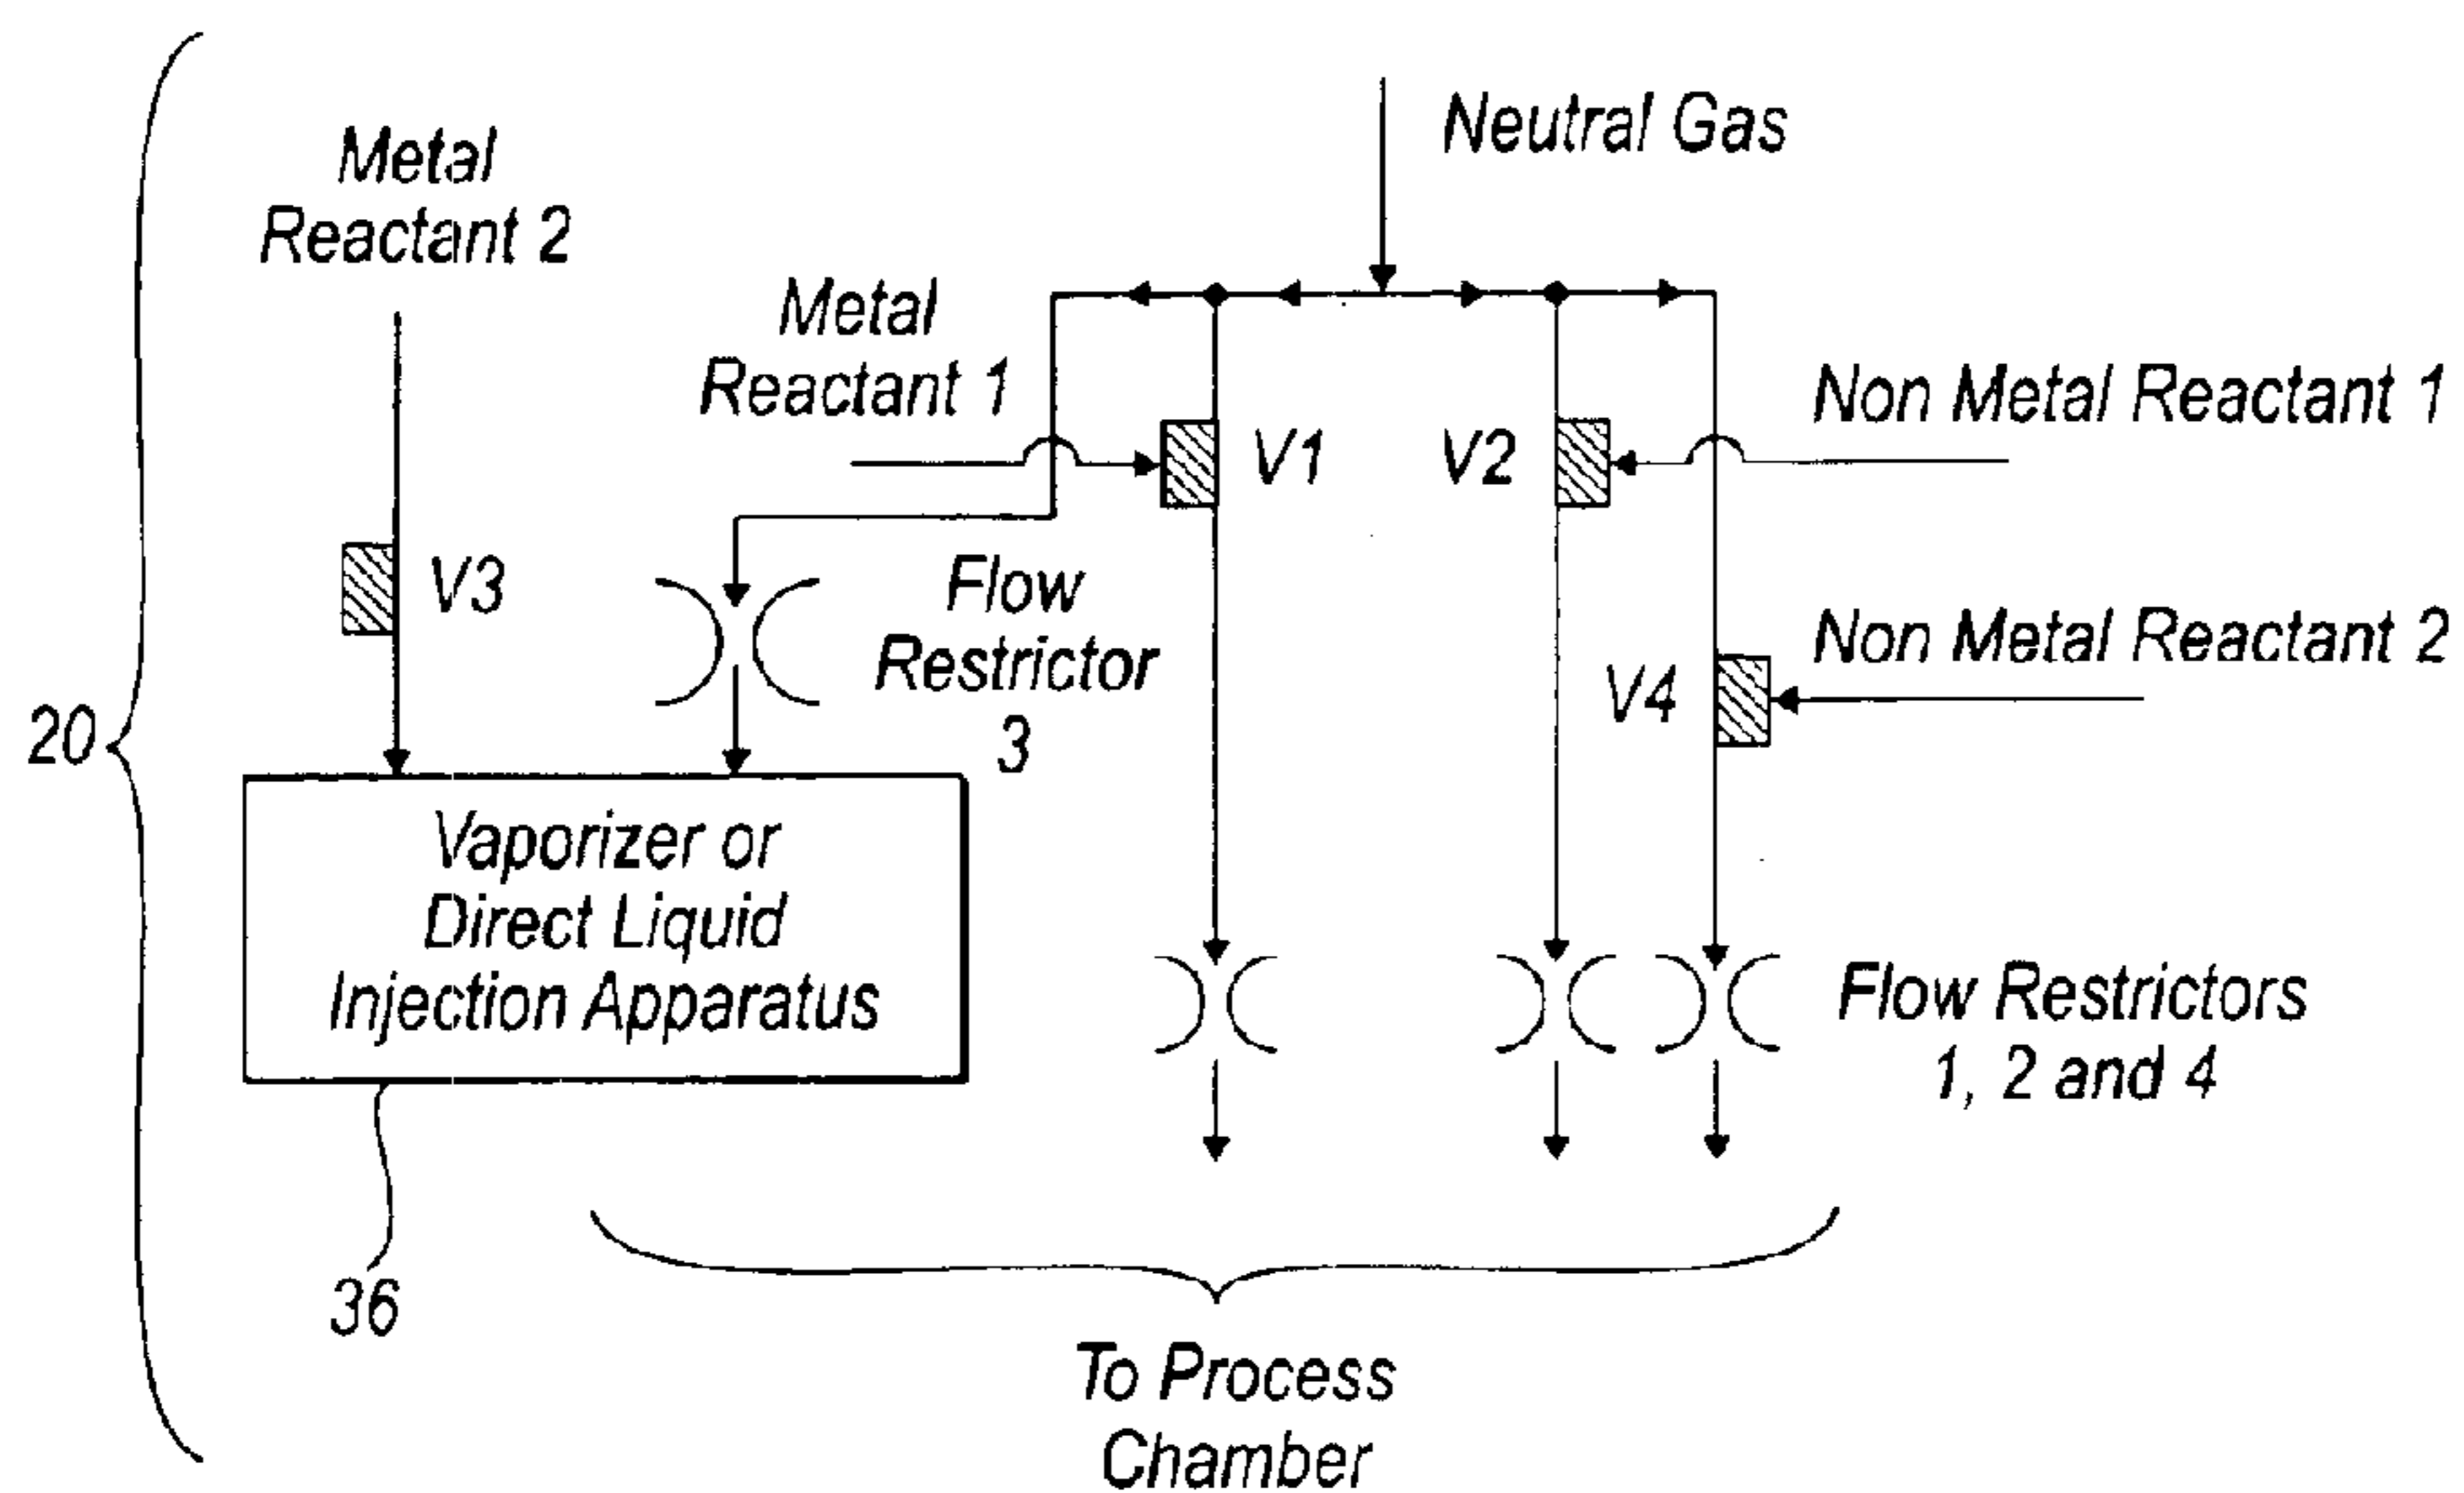 Neutral Gas
Metal
Reactant 2
Metal
Reactant 1
Non Metal Reactant 1
V1
V2
V3
Flow
Restrictor
3
Non Metal Reactant 2
V4
20
Vaporizer or
Direct Liquid
Injection Apparatus
Flow Restrictors
1, 2 and 4
36
To Process
Chamber